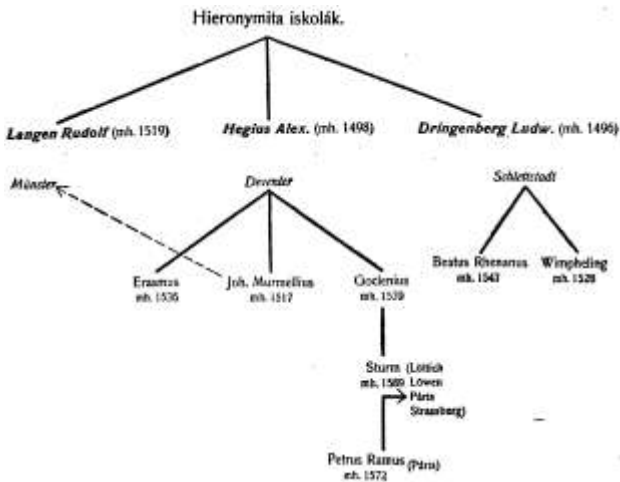 Hieronymita iskolák.
Langen Rudolf (mh. 1519) Hegius Alex. (mh. 1498) Dringenberg Ludw. (mh. 1496)
Münster Deventer Schlettstadt
Erasmus Joh. Murmellius Goclenius Beatus Rhenanus Wimpheling
mh. 1536 mh. 1517 mh. 1539 mh. 1547 mh. 1528
Sturm (Lüttich
mh. 1589 Löwen
Páris
Strassburg)
Petrus Ramus (Páris)
mh. 1572